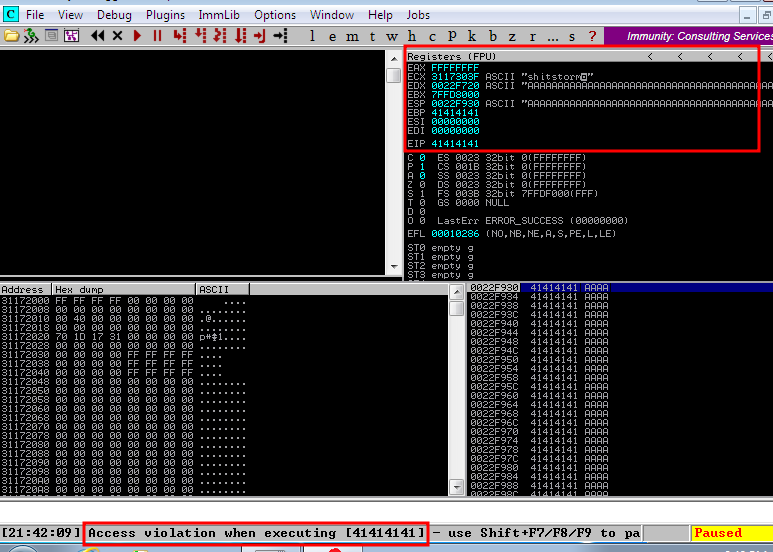 File View Debug Plugins ImmLib Options Window Help Jobs
l e m t w h c p k b z r ... s ?
Immunity: Consulting Services
Registers (FPU) < < < < <
EAX FFFFFFFF
ECX 3117303F ASCII "shitstorm
EDX 0022F720 ASCII "AAAAAAAAAAAAAAAAAAAAAAAAAAAAAAAAAAAAAAAA
EBX 7FFD8000
ESP 0022F930 ASCII "AAAAAAAAAAAAAAAAAAAAAAAAAAAAAAAAAAAAAAAA
EBP 41414141
ESI 00000000
EDI 00000000
EIP 41414141
C 0 ES 0023 32bit 0(FFFFFFFF)
P 1 CS 001B 32bit 0(FFFFFFFF)
A 0 SS 0023 32bit 0(FFFFFFFF)
Z 0 DS 0023 32bit 0(FFFFFFFF)
S 1 FS 003B 32bit 7FFDF000(FFF)
T 0 GS 0000 NULL
D 0
O 0 LastErr ERROR_SUCCESS (00000000)
EFL 00010286 (NO,NB,NE,A,S,PE,L,LE)
ST0 empty g
ST1 empty g
ST2 empty g
ST3 empty g
Address Hex dump ASCII
31172000 FF FF FF FF 00 00 00 00 ....
31172008 00 00 00 00 00 00 00 00 ........
31172010 00 40 00 00 00 00 00 00 .@......
31172018 00 00 00 00 00 00 00 00 ........
31172020 70 1D 17 31 00 00 00 00 p#‡1....
31172028 00 00 00 00 00 00 00 00 ........
31172030 00 00 00 00 FF FF FF FF ....
31172038 00 00 00 00 FF FF FF FF ....
31172040 00 00 00 00 FF FF FF FF ....
31172048 00 00 00 00 00 00 00 00 ........
31172050 00 00 00 00 00 00 00 00 ........
31172058 00 00 00 00 00 00 00 00 ........
31172060 00 00 00 00 00 00 00 00 ........
31172068 00 00 00 00 00 00 00 00 ........
31172070 00 00 00 00 00 00 00 00 ........
31172078 00 00 00 00 00 00 00 00 ........
31172080 00 00 00 00 00 00 00 00 ........
31172088 00 00 00 00 00 00 00 00 ........
31172090 00 00 00 00 00 00 00 00 ........
31172098 00 00 00 00 00 00 00 00 ........
311720A0 00 00 00 00 00 00 00 00 ........
311720A8 00 00 00 00 00 00 00 00 ........
0022F930 41414141 AAAA
0022F934 41414141 AAAA
0022F938 41414141 AAAA
0022F93C 41414141 AAAA
0022F940 41414141 AAAA
0022F944 41414141 AAAA
0022F948 41414141 AAAA
0022F94C 41414141 AAAA
0022F950 41414141 AAAA
0022F954 41414141 AAAA
0022F958 41414141 AAAA
0022F95C 41414141 AAAA
0022F960 41414141 AAAA
0022F964 41414141 AAAA
0022F968 41414141 AAAA
0022F96C 41414141 AAAA
0022F970 41414141 AAAA
0022F974 41414141 AAAA
0022F978 41414141 AAAA
0022F97C 41414141 AAAA
0022F980 41414141 AAAA
0022F984 41414141 AAAA
0022F988 41414141 AAAA
0022F98C 41414141 AAAA
[21:42:09] Access violation when executing [41414141] - use Shift+F7/F8/F9 to pa
Paused